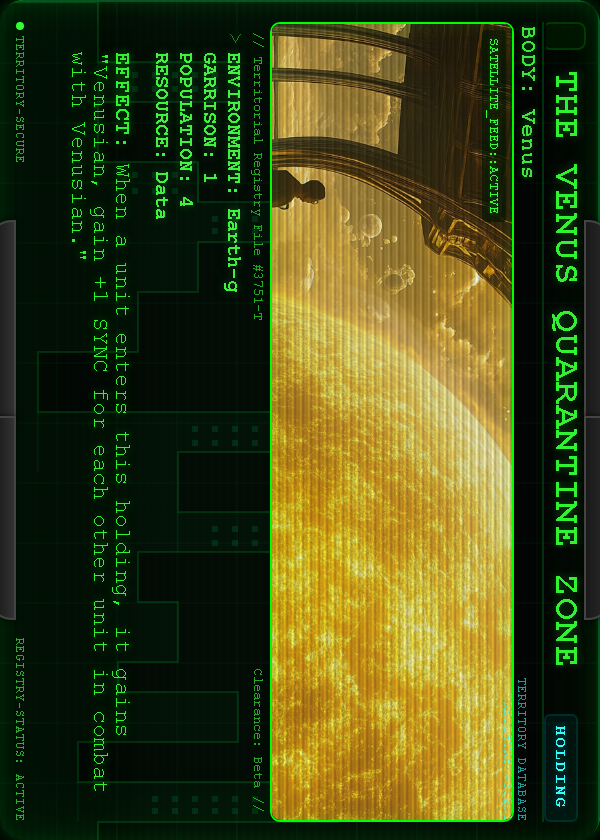 THE VENUS QUARANTINE ZONE
HOLDING
BODY: Venus
TERRITORY DATABASE
SATELLITE_FEED::ACTIVE
// Territorial Registry File #3751-T
Clearance: Beta //
> ENVIRONMENT: Earth-g
GARRISON: 1
POPULATION: 4
RESOURCE: Data
EFFECT: When a unit enters this holding, it gains
"Venusian, gain +1 SYNC for each other unit in combat
with Venusian."
TERRITORY-SECURE
REGISTRY-STATUS: ACTIVE